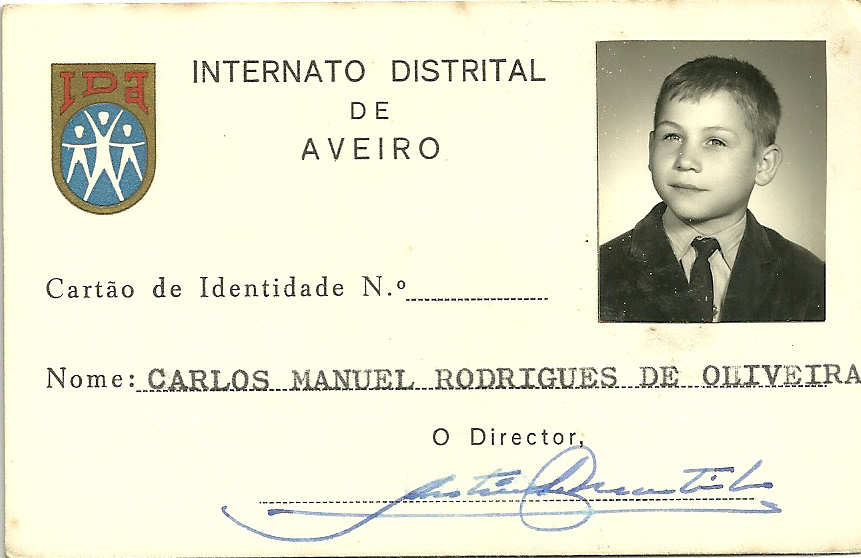 IDA
INTERNATO DISTRITAL
DE
AVEIRO
Cartão de Identidade N.º
Nome: CARLOS MANUEL RODRIGUES DE OLIVEIRA
O Director,